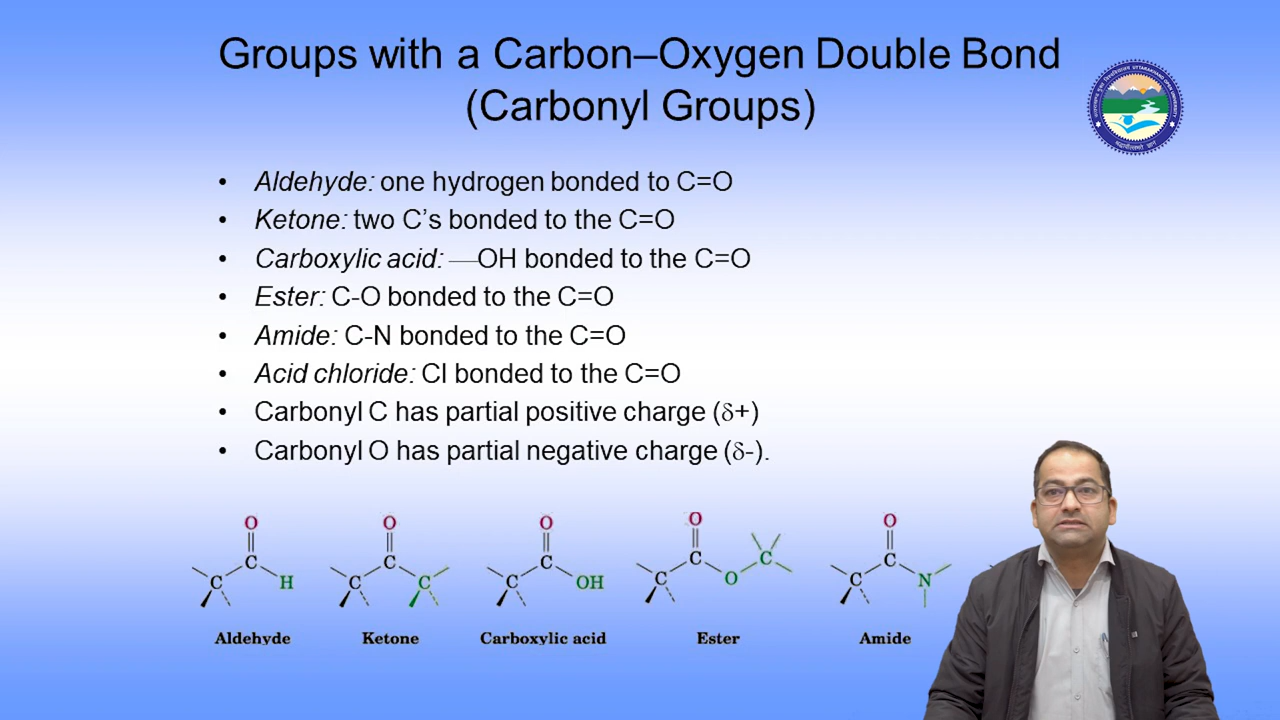 Groups with a Carbon–Oxygen Double Bond
(Carbonyl Groups)
• Aldehyde: one hydrogen bonded to C=O
• Ketone: two C’s bonded to the C=O
• Carboxylic acid: —OH bonded to the C=O
• Ester: C-O bonded to the C=O
• Amide: C-N bonded to the C=O
• Acid chloride: Cl bonded to the C=O
• Carbonyl C has partial positive charge (δ+)
• Carbonyl O has partial negative charge (δ-).
O O O O O
C C C C C C
C H C C C OH C O C N
Aldehyde Ketone Carboxylic acid Ester Amide